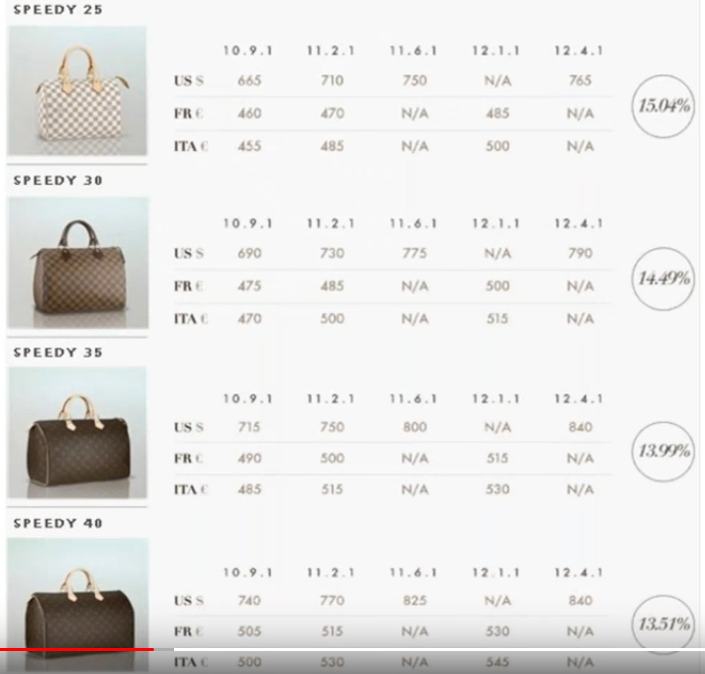 SPEEDY 25
10.9.1 11.2.1 11.6.1 12.1.1 12.4.1
US $ 665 710 750 N/A 765
FR € 460 470 N/A 485 N/A
15.04%
ITA € 455 485 N/A 500 N/A
SPEEDY 30
10.9.1 11.2.1 11.6.1 12.1.1 12.4.1
US $ 690 730 775 N/A 790
FR € 475 485 N/A 500 N/A
14.49%
ITA € 470 500 N/A 515 N/A
SPEEDY 35
10.9.1 11.2.1 11.6.1 12.1.1 12.4.1
US $ 715 750 800 N/A 840
FR € 490 500 N/A 515 N/A
13.99%
ITA € 485 515 N/A 530 N/A
SPEEDY 40
10.9.1 11.2.1 11.6.1 12.1.1 12.4.1
US $ 740 770 825 N/A 840
FR € 505 515 N/A 530 N/A
13.51%
ITA € 500 530 N/A 545 N/A